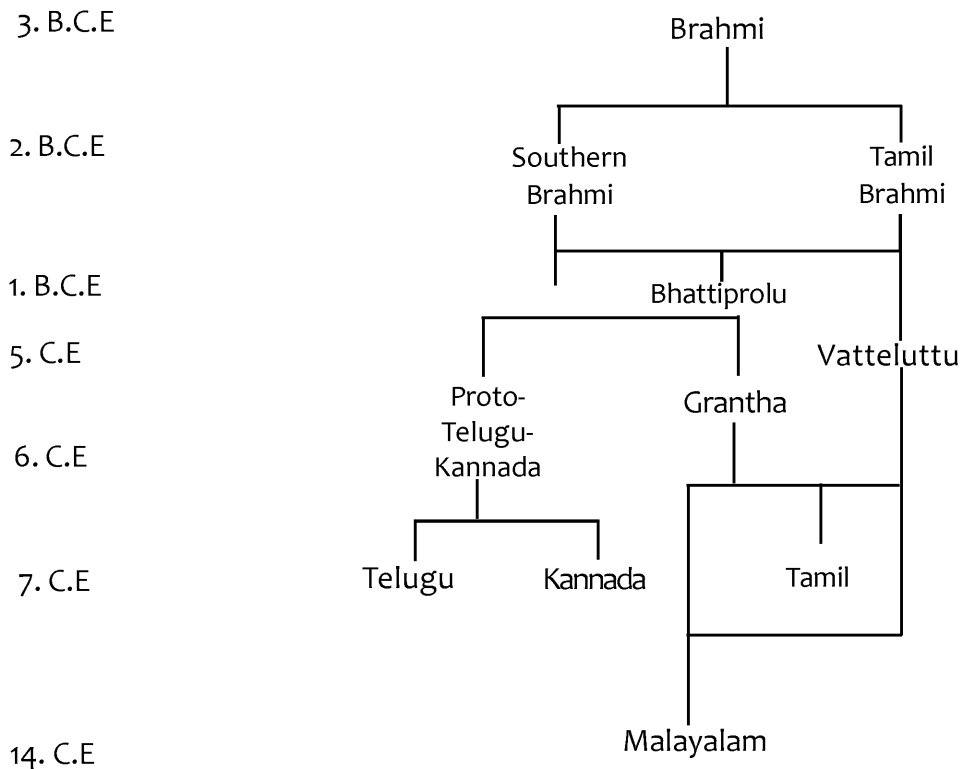 3. B.C.E
Brahmi
2. B.C.E
Southern
Brahmi
Tamil
Brahmi
1. B.C.E
Bhattiprolu
5. C.E
Vatteluttu
Proto-
Telugu-
Kannada
Grantha
6. C.E
7. C.E
Telugu
Kannada
Tamil
Malayalam
14. C.E